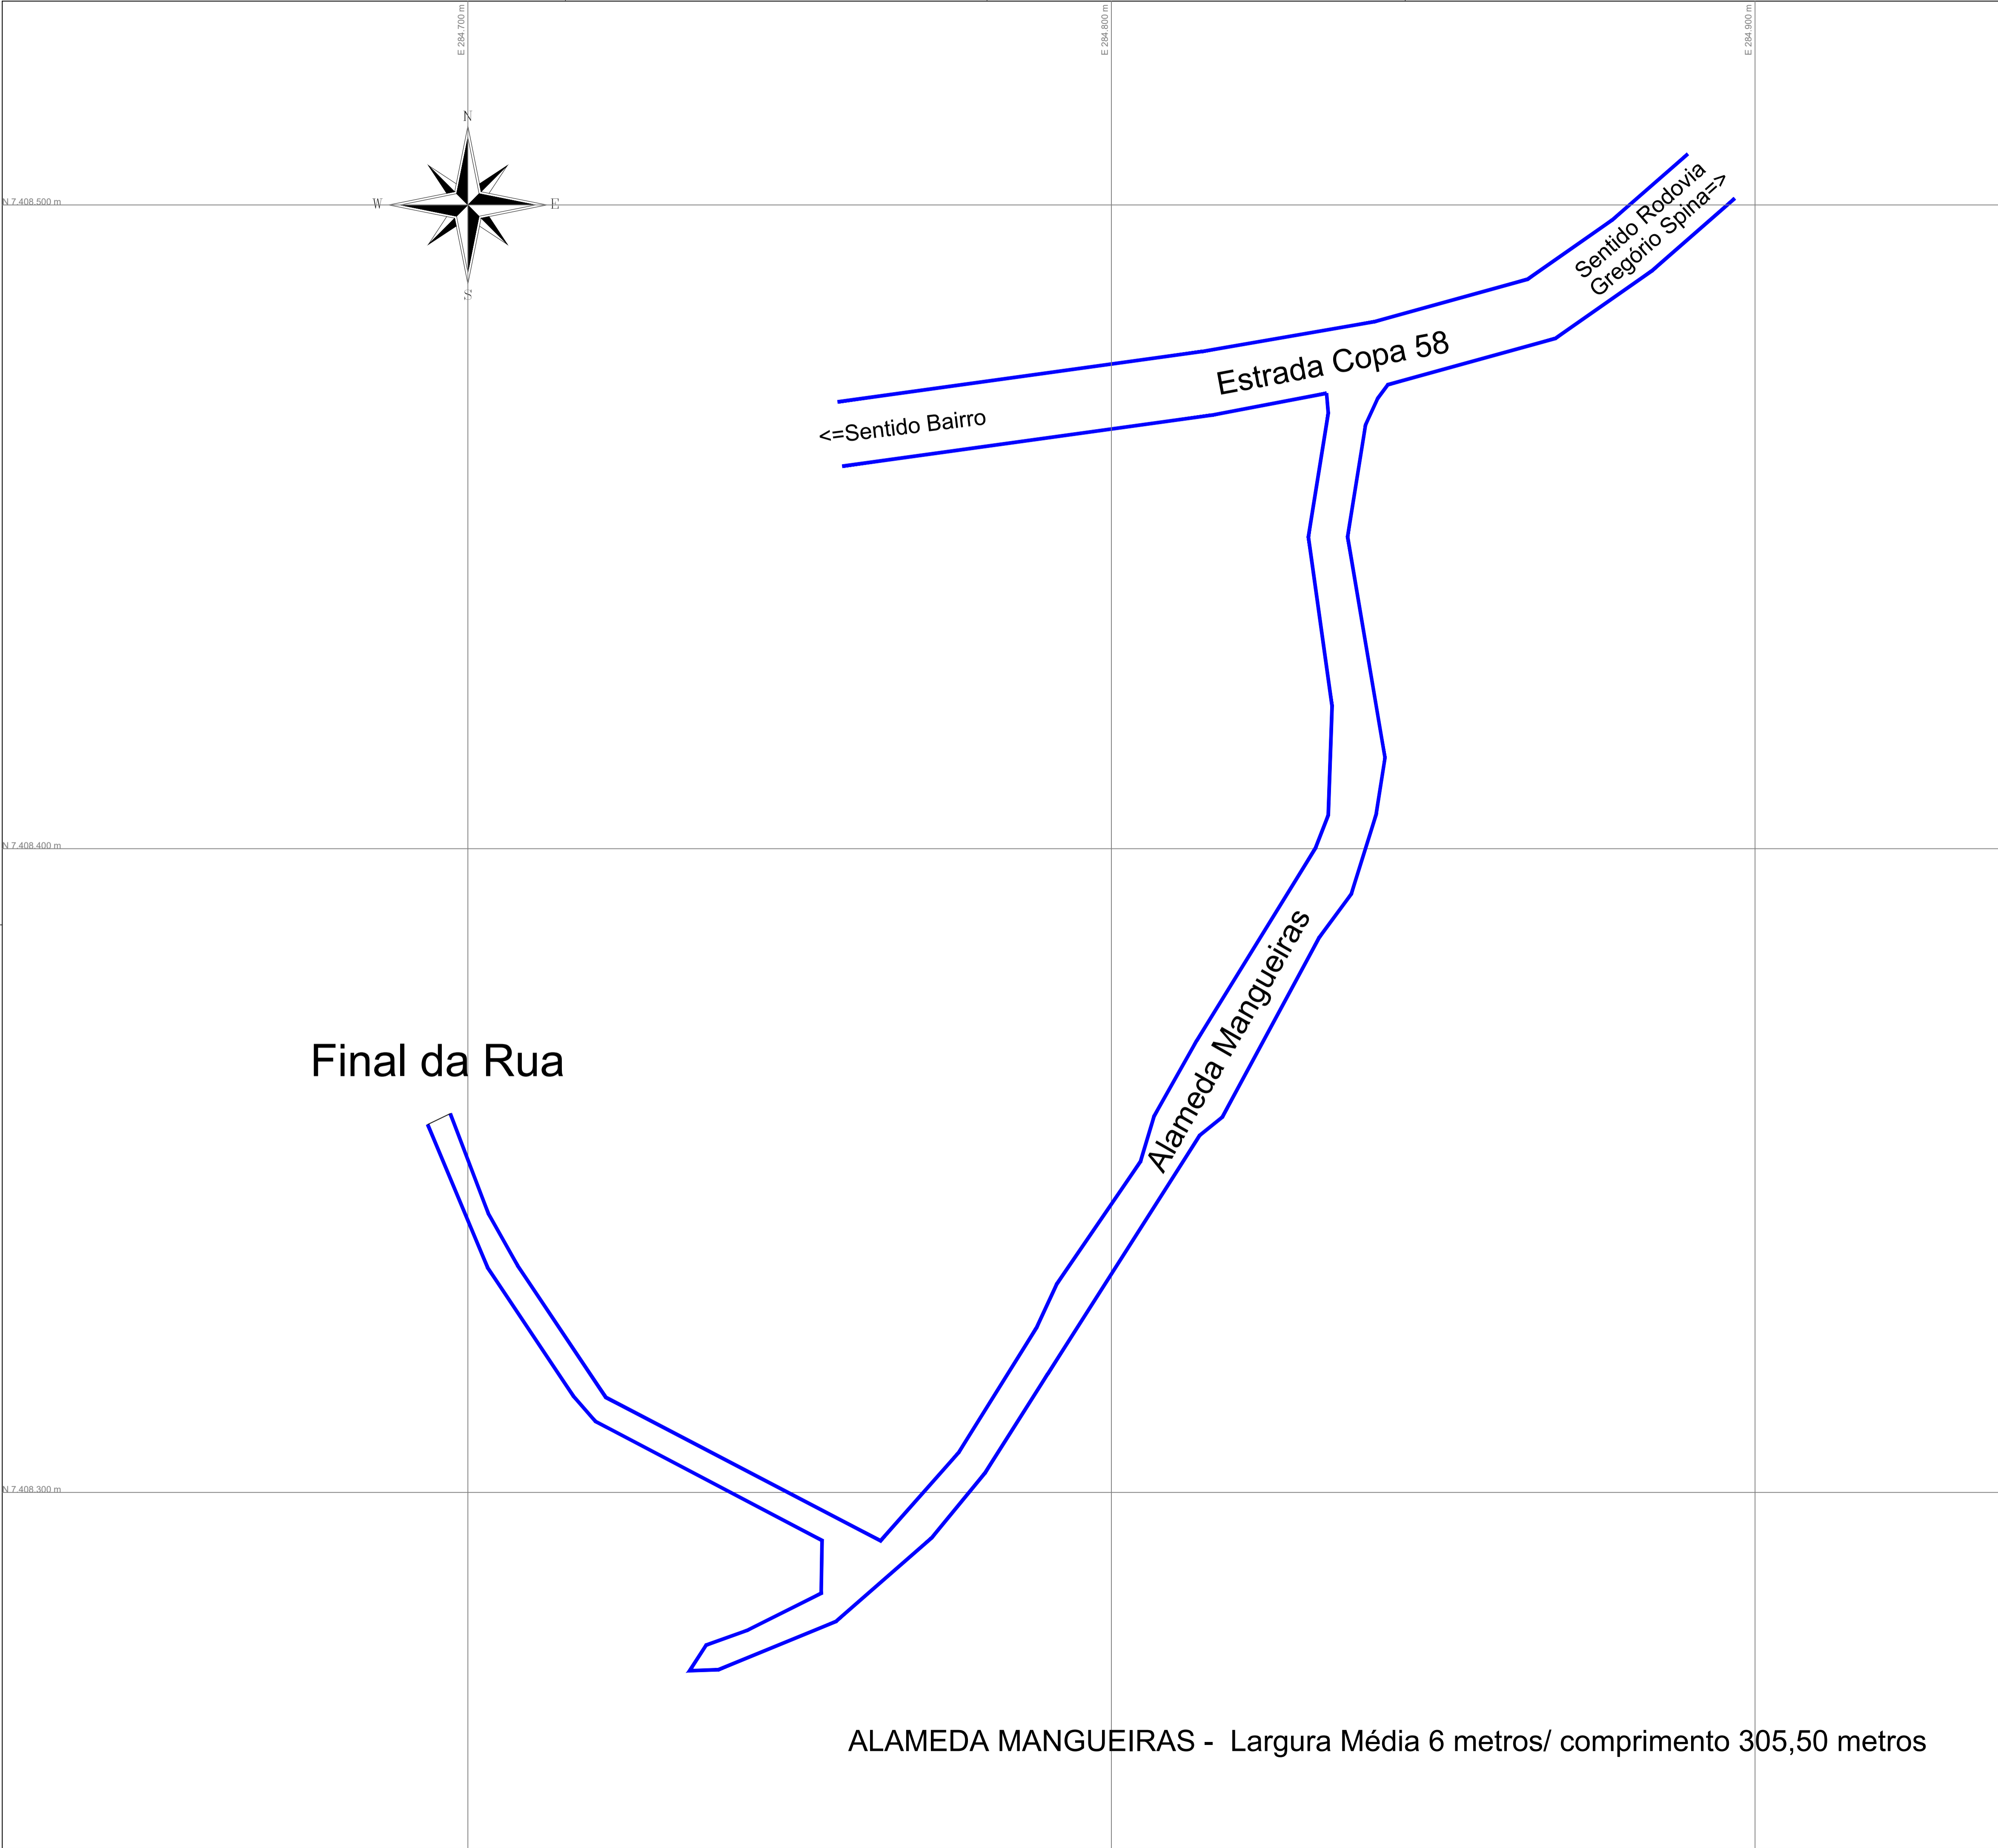 E 284.700 m
E 284.800 m
E 284.900 m
N
N 7.408.500 m
W
E
S
Sentido Rodovia
Gregório Spina=>
Estrada Copa 58
<=Sentido Bairro
N 7.408.400 m
Alameda Mangueiras
Final da Rua
N 7.408.300 m
ALAMEDA MANGUEIRAS - Largura Média 6 metros/ comprimento 305,50 metros